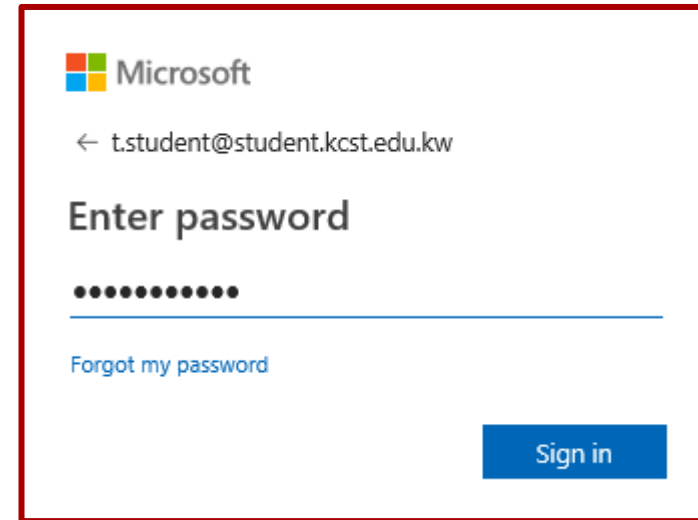 Microsoft
← t.student@student.kcst.edu.kw
Enter password
•••••••••••
Forgot my password
Sign in